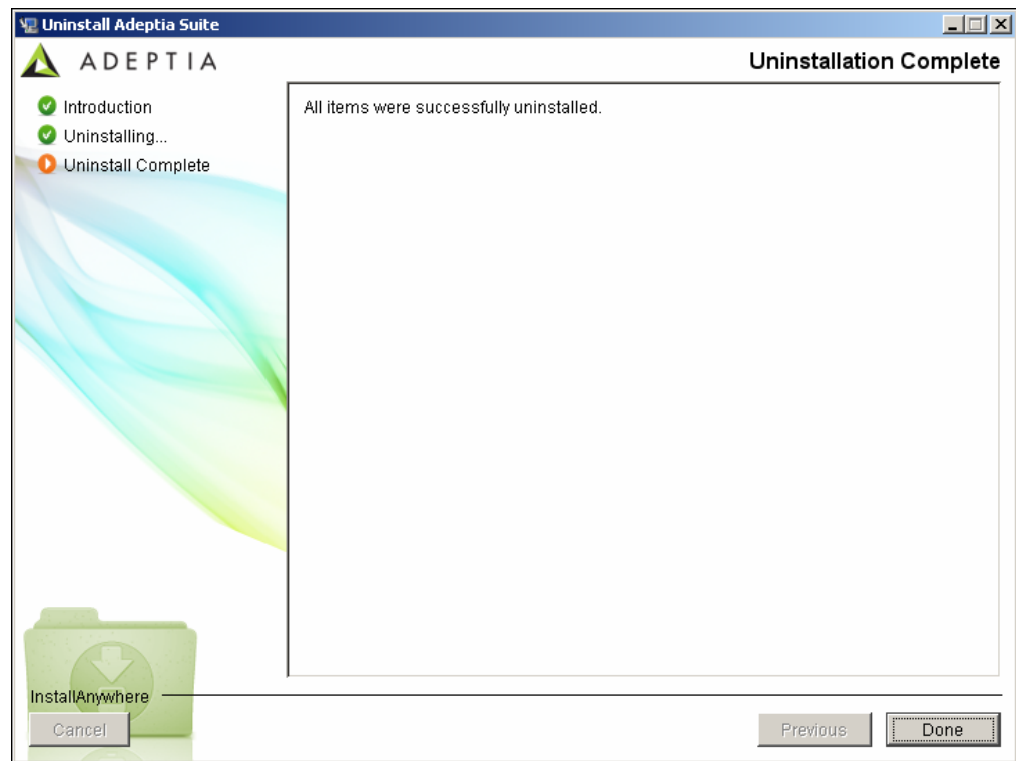 Uninstall Adeptia Suite
ADEPTIA
Uninstallation Complete
Introduction
Uninstalling...
Uninstall Complete
All items were successfully uninstalled.
InstallAnywhere
Cancel
Previous
Done